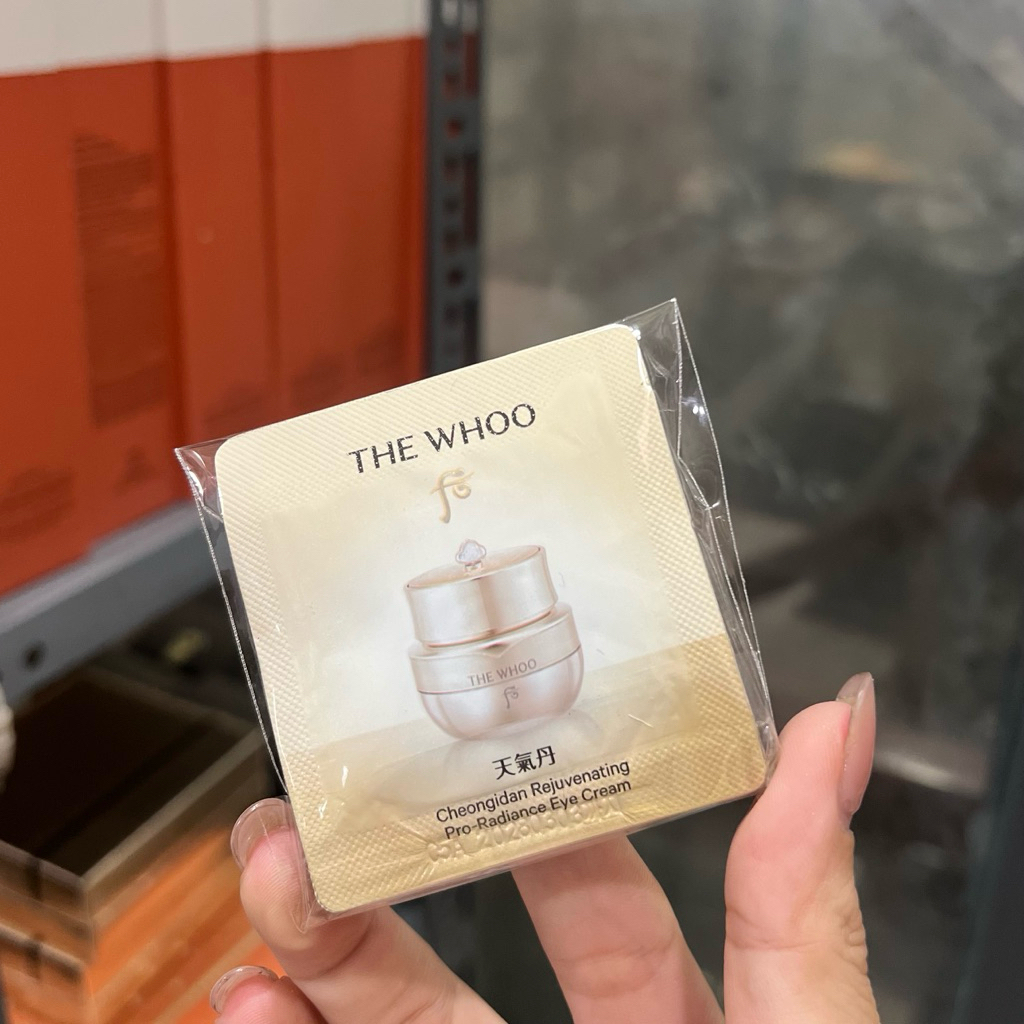 THE WHOO
THE WHOO
天氣丹
Cheongidan Rejuvenating
Pro-Radiance Eye Cream